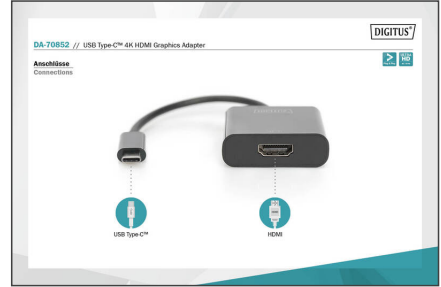 DIGITUS®
DA-70852 // USB Type-C™ 4K HDMI Graphics Adapter
Anschlüsse
Connections
USB Type-C™
HDMI